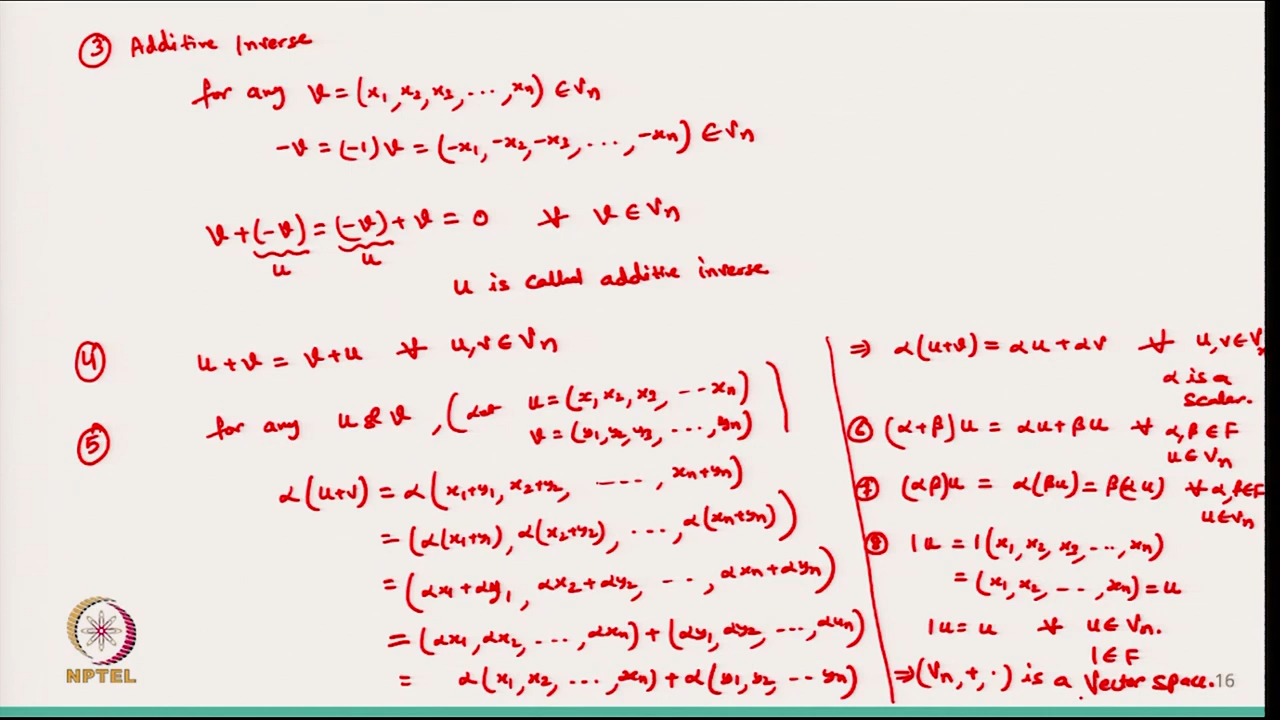 ③ Additive Inverse
for any v = (x₁, x₂, x₃, ..., xₙ) ∈ Vₙ
-v = (-1) v = (-x₁, -x₂, -x₃, ..., -xₙ) ∈ Vₙ
v + (-v) = (-v) + v = 0 ∀ v ∈ Vₙ
u u
u is called additive inverse
④ u + v = v + u ∀ u, v ∈ Vₙ
⑤ for any u & v, (let u = (x, x₂, x₃, -- xₙ)
v = (y₁, y₂, y₃, ..., yₙ)
α(u+v) = α(x₁+y₁, x₂+y₂, ----, xₙ+yₙ)
= (α(x₁+y₁), α(x₂+y₂), ..., α(xₙ+yₙ))
= (αx₁ + αy₁, αx₂ + αy₂, ..., αxₙ + αyₙ)
= (αx₁, αx₂, ..., αxₙ) + (αy₁, αy₂, ..., αyₙ)
= α(x₁, x₂, ..., xₙ) + α(y₁, y₂, -- yₙ)
⇒ α(u+v) = αu + αv ∀ u, v ∈ Vₙ
α is a
scalar.
⑥ (α+β)u = αu + βu ∀ α, β ∈ F
u ∈ Vₙ
⑦ (αβ)u = α(βu) = β(αu) ∀ α, β ∈ F
u ∈ Vₙ
⑧ 1u = 1(x₁, x₂, x₃, ..., xₙ)
= (x₁, x₂, ---, xₙ) = u
1u = u ∀ u ∈ Vₙ.
1 ∈ F
⇒ (Vₙ, +, ·) is a Vector space.
NPTEL
16